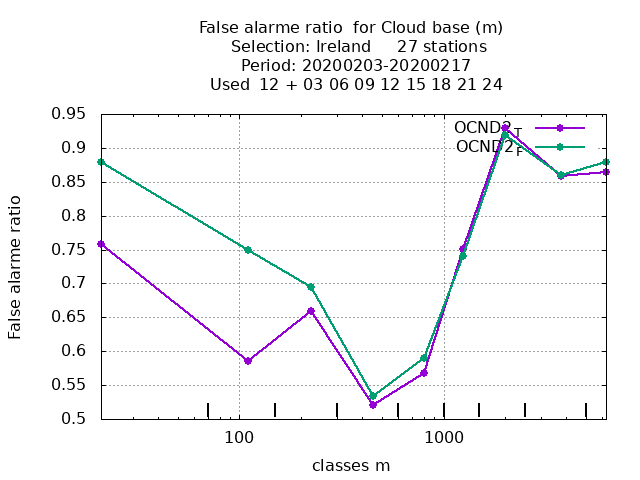 False alarme ratio  for Cloud base (m)
Selection: Ireland     27 stations
Period: 20200203-20200217
Used  12 + 03 06 09 12 15 18 21 24
OCND2_T
OCND2_F
False alarme ratio
0.95
0.9
0.85
0.8
0.75
0.7
0.65
0.6
0.55
0.5
100 1000
classes m